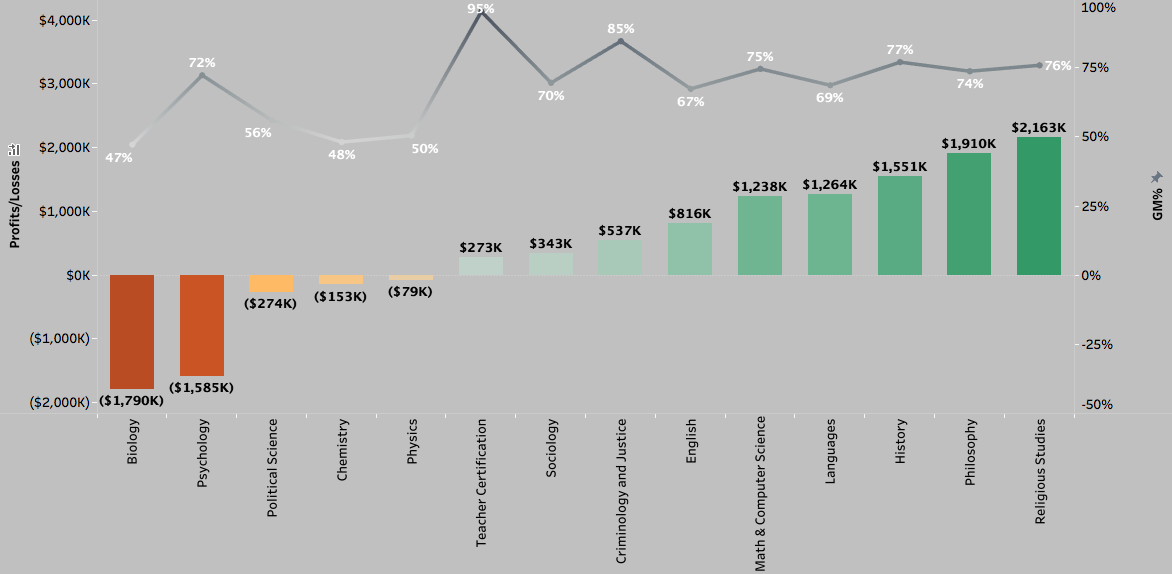 $4,000K
$3,000K
$2,000K
$1,000K
$0K
($1,000K)
($2,000K)
Profits/Losses
47%
72%
56%
48%
50%
95%
70%
85%
67%
75%
69%
77%
74%
76%
($1,790K)
($1,585K)
($274K)
($153K)
($79K)
$273K
$343K
$537K
$816K
$1,238K
$1,264K
$1,551K
$1,910K
$2,163K
100%
75%
50%
25%
0%
-25%
-50%
GM%
Biology
Psychology
Political Science
Chemistry
Physics
Teacher Certification
Sociology
Criminology and Justice
English
Math & Computer Science
Languages
History
Philosophy
Religious Studies